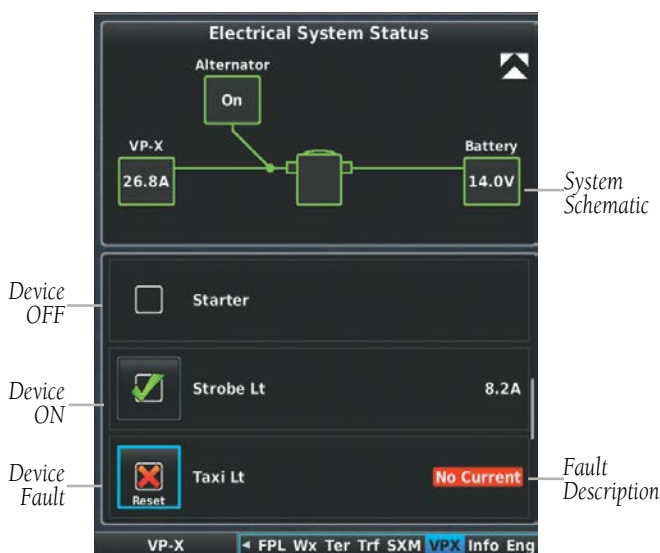 Electrical System Status
Alternator
On
VP-X
Battery
26.8A
14.0V
System
Schematic
Device
OFF
Starter
Device
ON
Strobe Lt
8.2A
Device
Fault
Reset
Taxi Lt
No Current
Fault
Description
VP-X
FPL Wx Ter Trf SXM VPX Info Eng